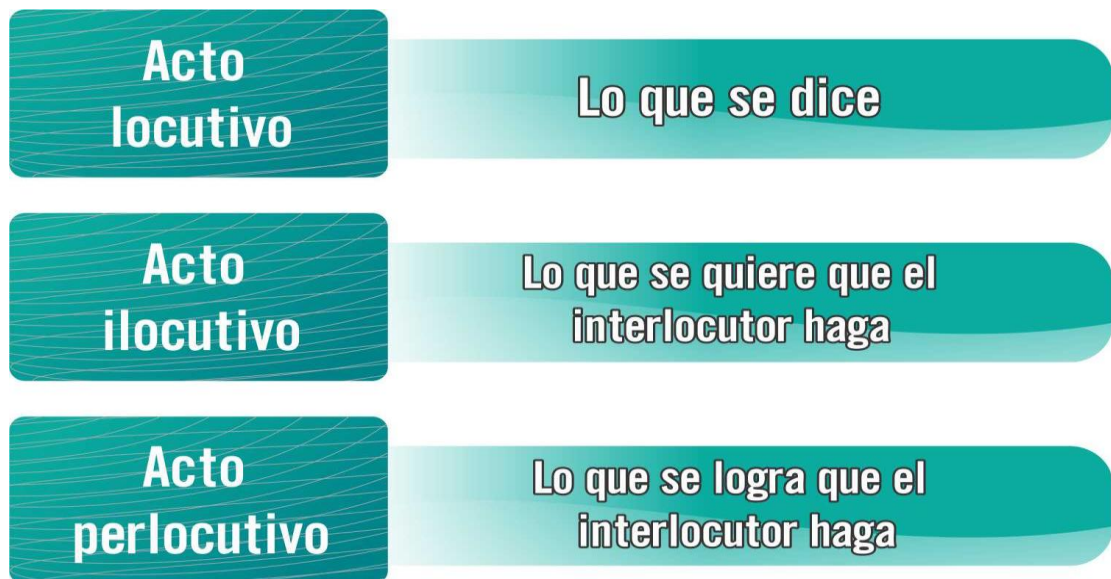 Acto
locutivo
Lo que se dice
Acto
ilocutivo
Lo que se quiere que el
interlocutor haga
Acto
perlocutivo
Lo que se logra que el
interlocutor haga